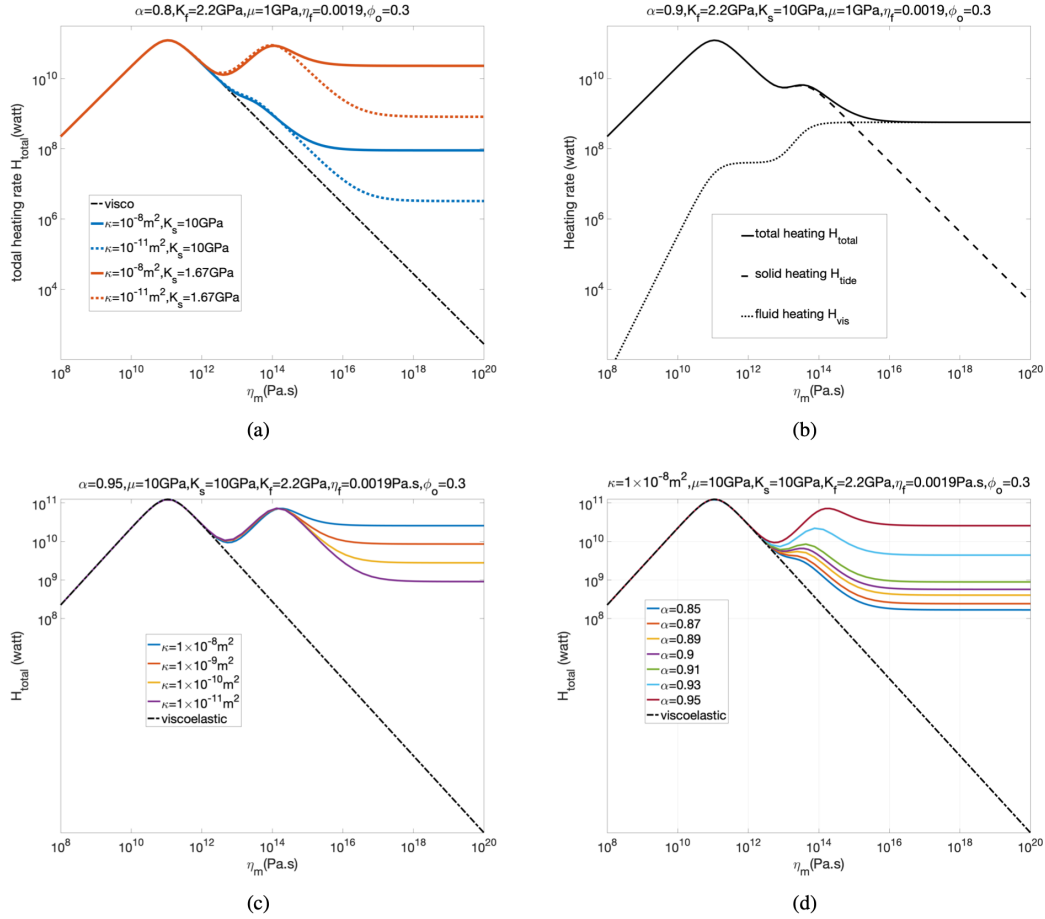 α=0.8,K_f=2.2GPa,μ=1GPa,η_f=0.0019,ϕ_o=0.3
todal heating rate H_total(watt)
10^10
10^8
10^6
10^4
visco
κ=10^-8m^2,K_s=10GPa
κ=10^-11m^2,K_s=10GPa
κ=10^-8m^2,K_s=1.67GPa
κ=10^-11m^2,K_s=1.67GPa
10^8 10^10 10^12 10^14 10^16 10^18 10^20
η_m(Pa.s)
(a)
α=0.9,K_f=2.2GPa,K_s=10GPa,μ=1GPa,η_f=0.0019,ϕ_o=0.3
Heating rate (watt)
10^10
10^8
10^6
10^4
total heating H_total
solid heating H_tide
fluid heating H_vis
10^8 10^10 10^12 10^14 10^16 10^18 10^20
η_m(Pa.s)
(b)
α=0.95,μ=10GPa,K_s=10GPa,K_f=2.2GPa,η_f=0.0019Pa.s,ϕ_o=0.3
H_total (watt)
10^11
10^10
10^9
10^8
κ=1×10^-8m^2
κ=1×10^-9m^2
κ=1×10^-10m^2
κ=1×10^-11m^2
viscoelastic
10^8 10^10 10^12 10^14 10^16 10^18 10^20
η_m(Pa.s)
(c)
κ=1×10^-8m^2,μ=10GPa,K_s=10GPa,K_f=2.2GPa,η_f=0.0019Pa.s,ϕ_o=0.3
H_total (watt)
10^11
10^10
10^9
10^8
α=0.85
α=0.87
α=0.89
α=0.9
α=0.91
α=0.93
α=0.95
viscoelastic
10^8 10^10 10^12 10^14 10^16 10^18 10^20
η_m(Pa.s)
(d)